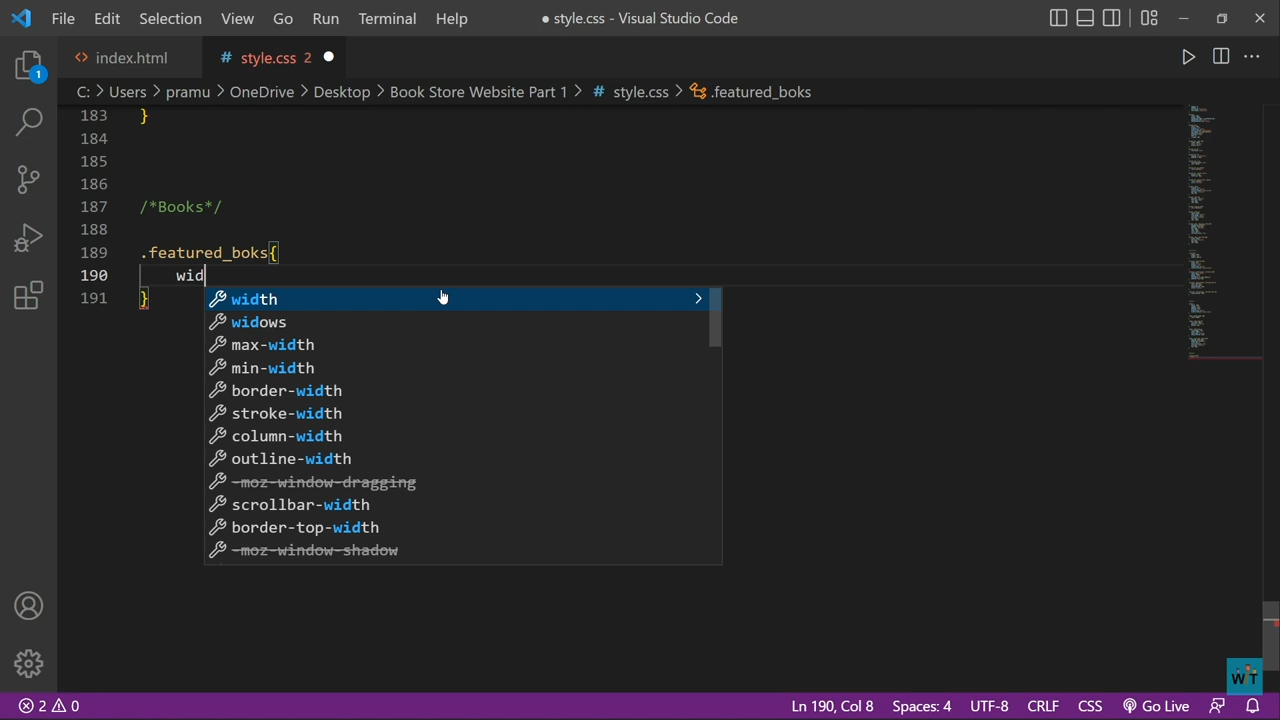 File Edit Selection View Go Run Terminal Help ● style.css - Visual Studio Code
<> index.html # style.css 2 ●
C: > Users > pramu > OneDrive > Desktop > Book Store Website Part 1 > # style.css > .featured_boks
1
183 }
184
185
186
187 /*Books*/
188
189 .featured_boks{
190 wid
191 }
width >
widows
max-width
min-width
border-width
stroke-width
column-width
outline-width
-moz-window-dragging
scrollbar-width
border-top-width
-moz-window-shadow
WT
2 0 Ln 190, Col 8 Spaces: 4 UTF-8 CRLF CSS Go Live